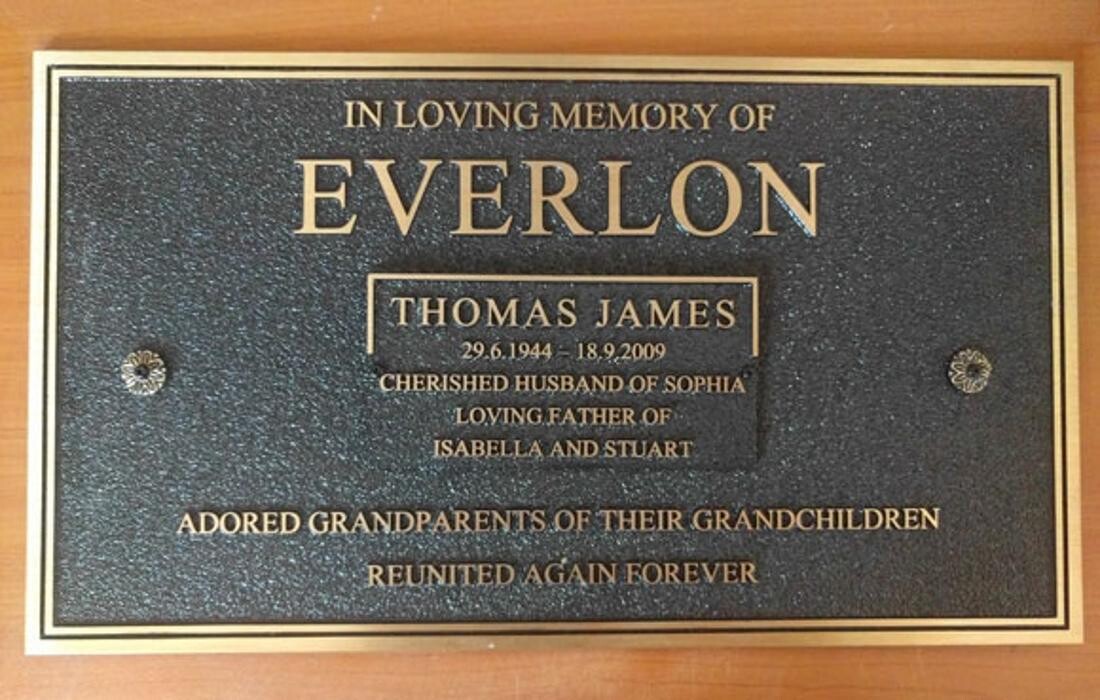 IN LOVING MEMORY OF
EVERLON
THOMAS JAMES
29.6.1944 – 18.9.2009
CHERISHED HUSBAND OF SOPHIA
LOVING FATHER OF
ISABELLA AND STUART
ADORED GRANDPARENTS OF THEIR GRANDCHILDREN
REUNITED AGAIN FOREVER